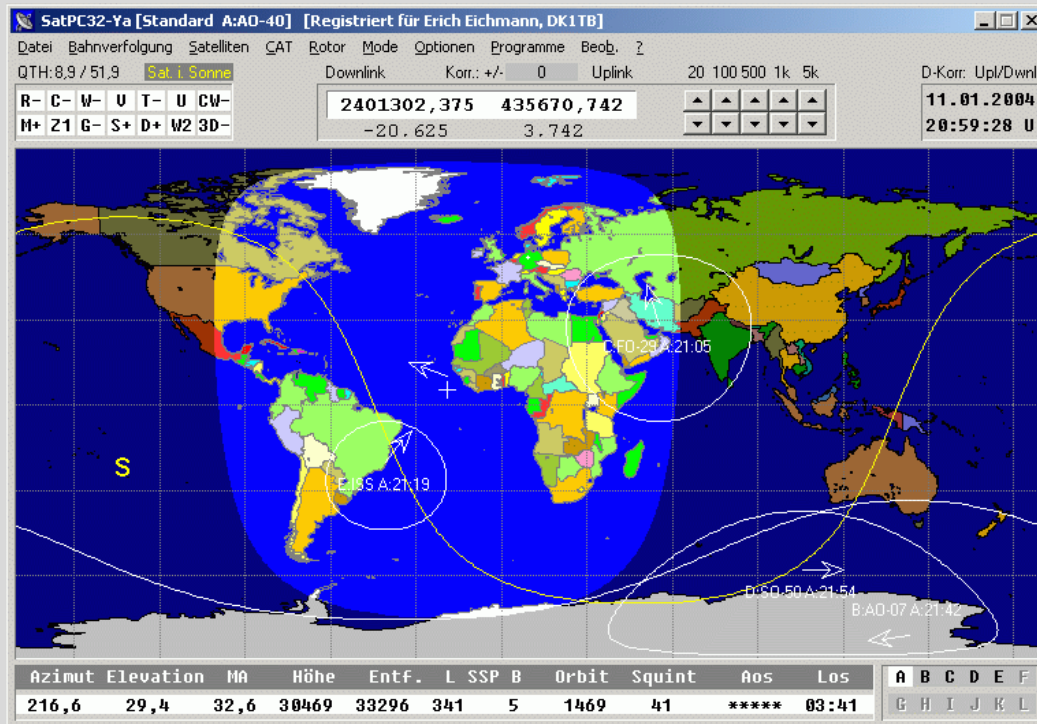 SatPC32-Ya [Standard A:AO-40] [Registriert für Erich Eichmann, DK1TB]
Datei Bahnverfolgung Satelliten CAT Rotor Mode Optionen Programme Beob. ?
QTH: 8,9 / 51,9 Sat. i. Sonne Downlink Korr.: +/- 0 Uplink 20 100 500 1k 5k D-Korr: Upl/Dwnl
R- C- W- V T- U CW-
M+ Z1 G- S+ D+ W2 3D-
2401302,375 435670,742
-20.625 3.742
11.01.2004
20:59:28 U
C:FO-29 A:21:05
S
E:ISS A:21:19
D:SO-50 A:21:54
B:AO-07 A:21:42
Azimut Elevation MA Höhe Entf. L SSP B Orbit Squint Aos Los
216,6 29,4 32,6 30469 33296 341 5 1469 41 ***** 03:41
A B C D E F
G H I J K L